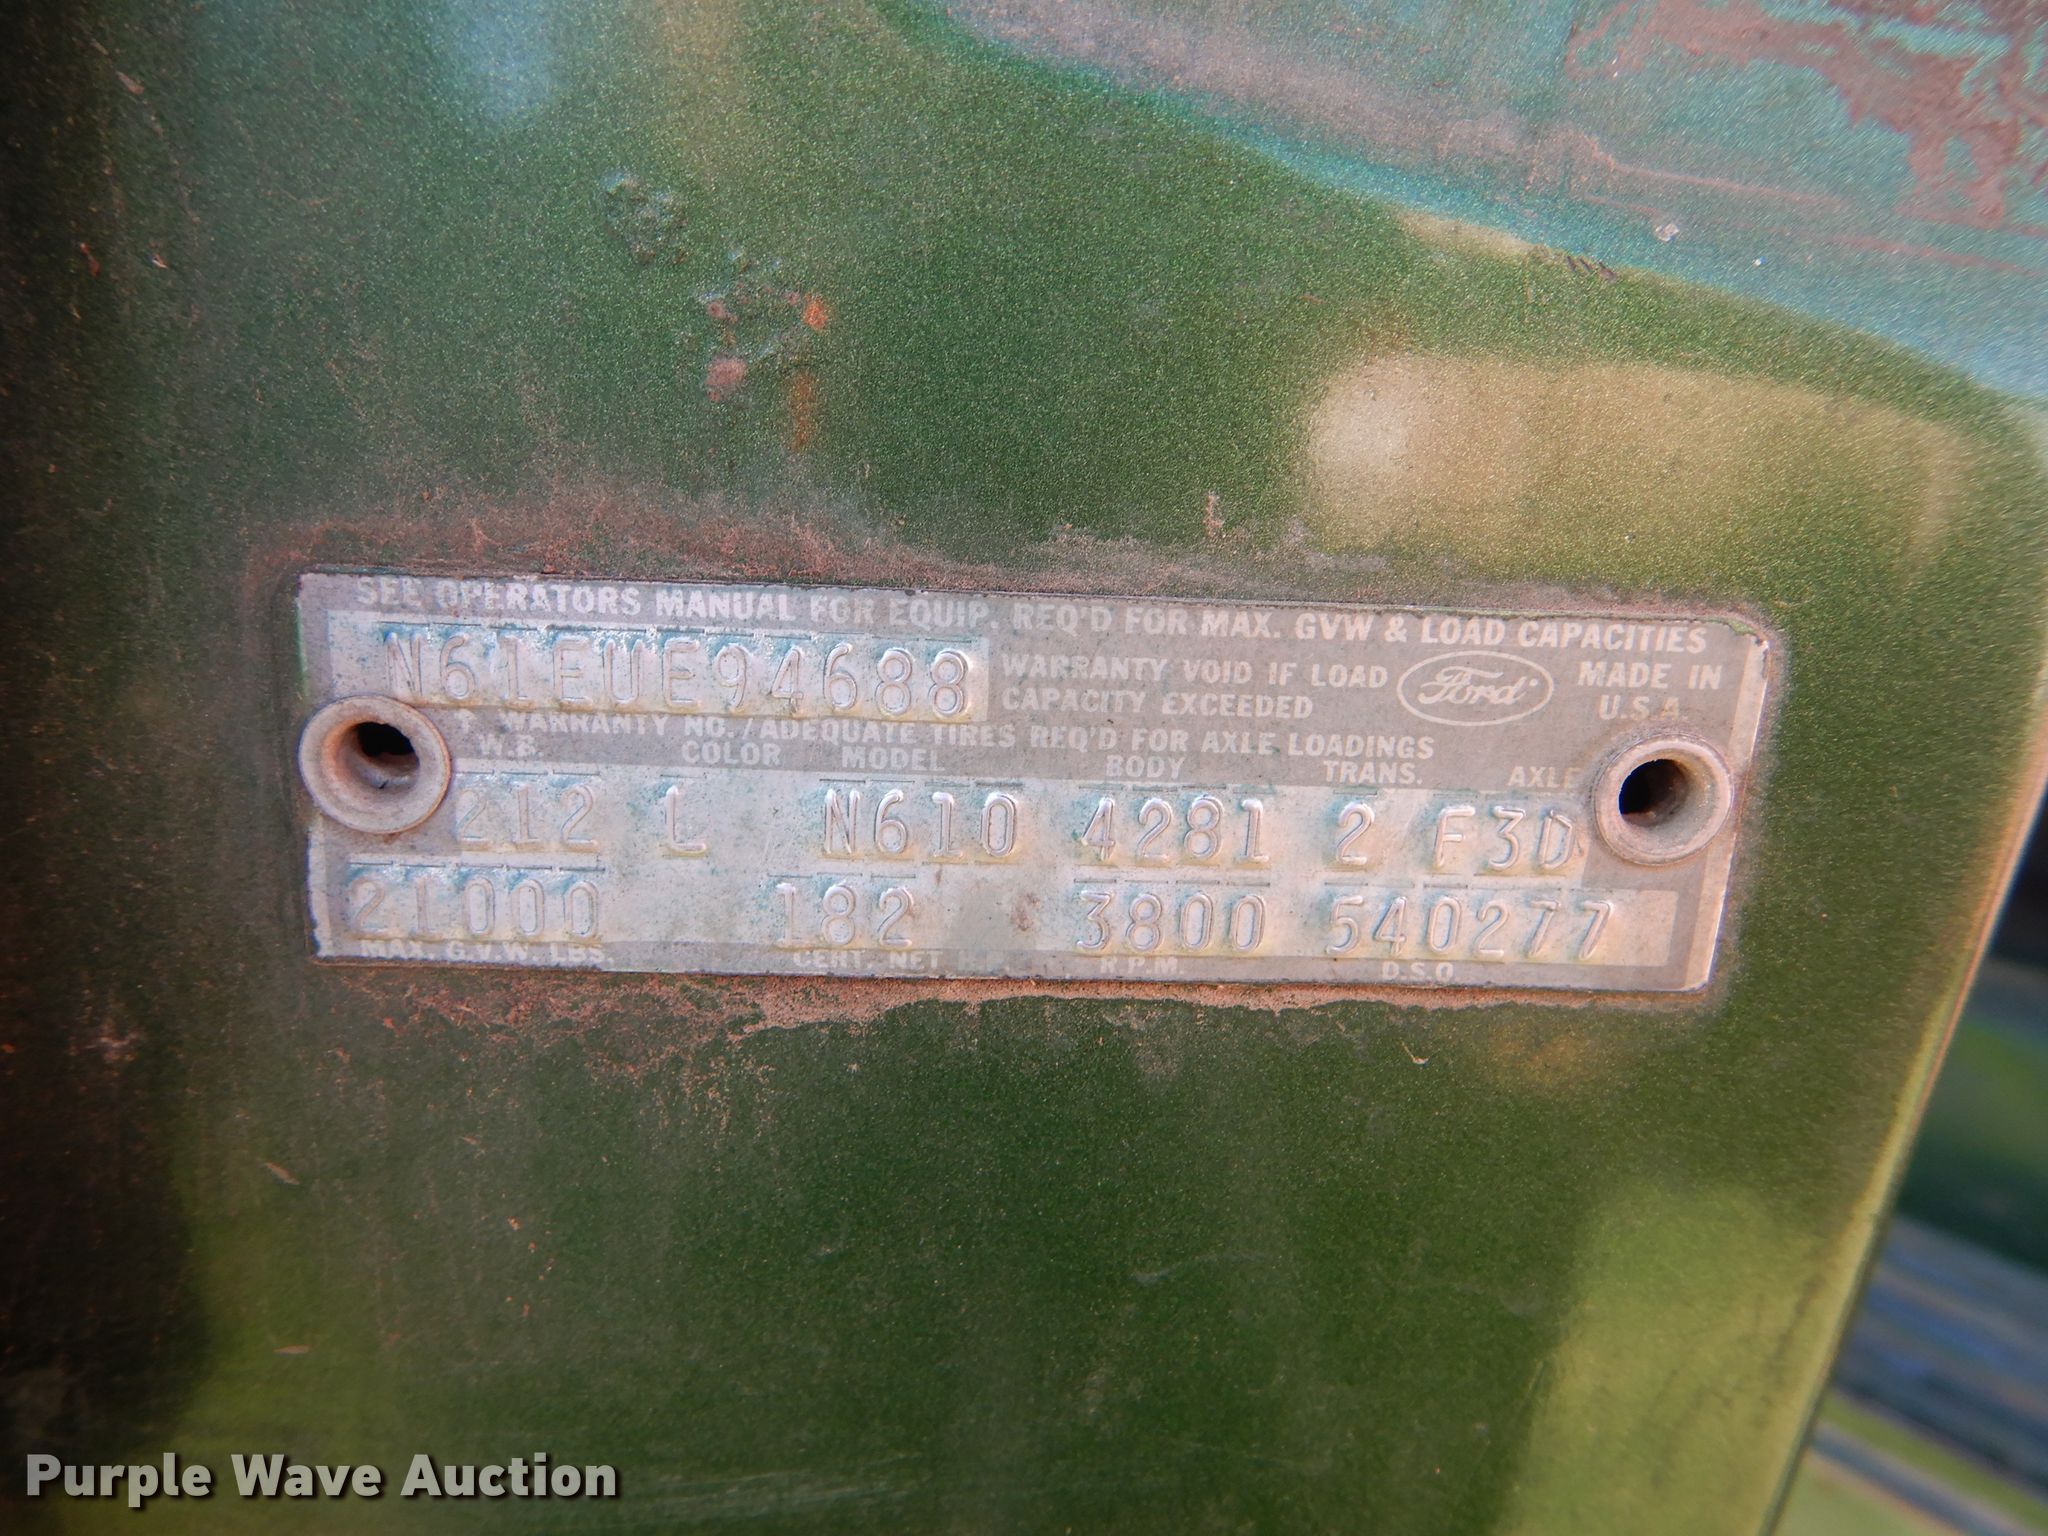 SEE OPERATORS MANUAL FOR EQUIP. REQ'D FOR MAX. GVW & LOAD CAPACITIES
N61EUE94688
WARRANTY VOID IF LOAD
CAPACITY EXCEEDED
Ford
MADE IN
U.S.A.
WARRANTY NO./ADEQUATE TIRES REQ'D FOR AXLE LOADINGS
W.B. COLOR MODEL BODY TRANS. AXLE
212 L N610 4281 2 F3D
21000 182 3800 540277
MAX. G.V.W. LBS. CERT. NET R.P.M. D.S.O.
Purple Wave Auction